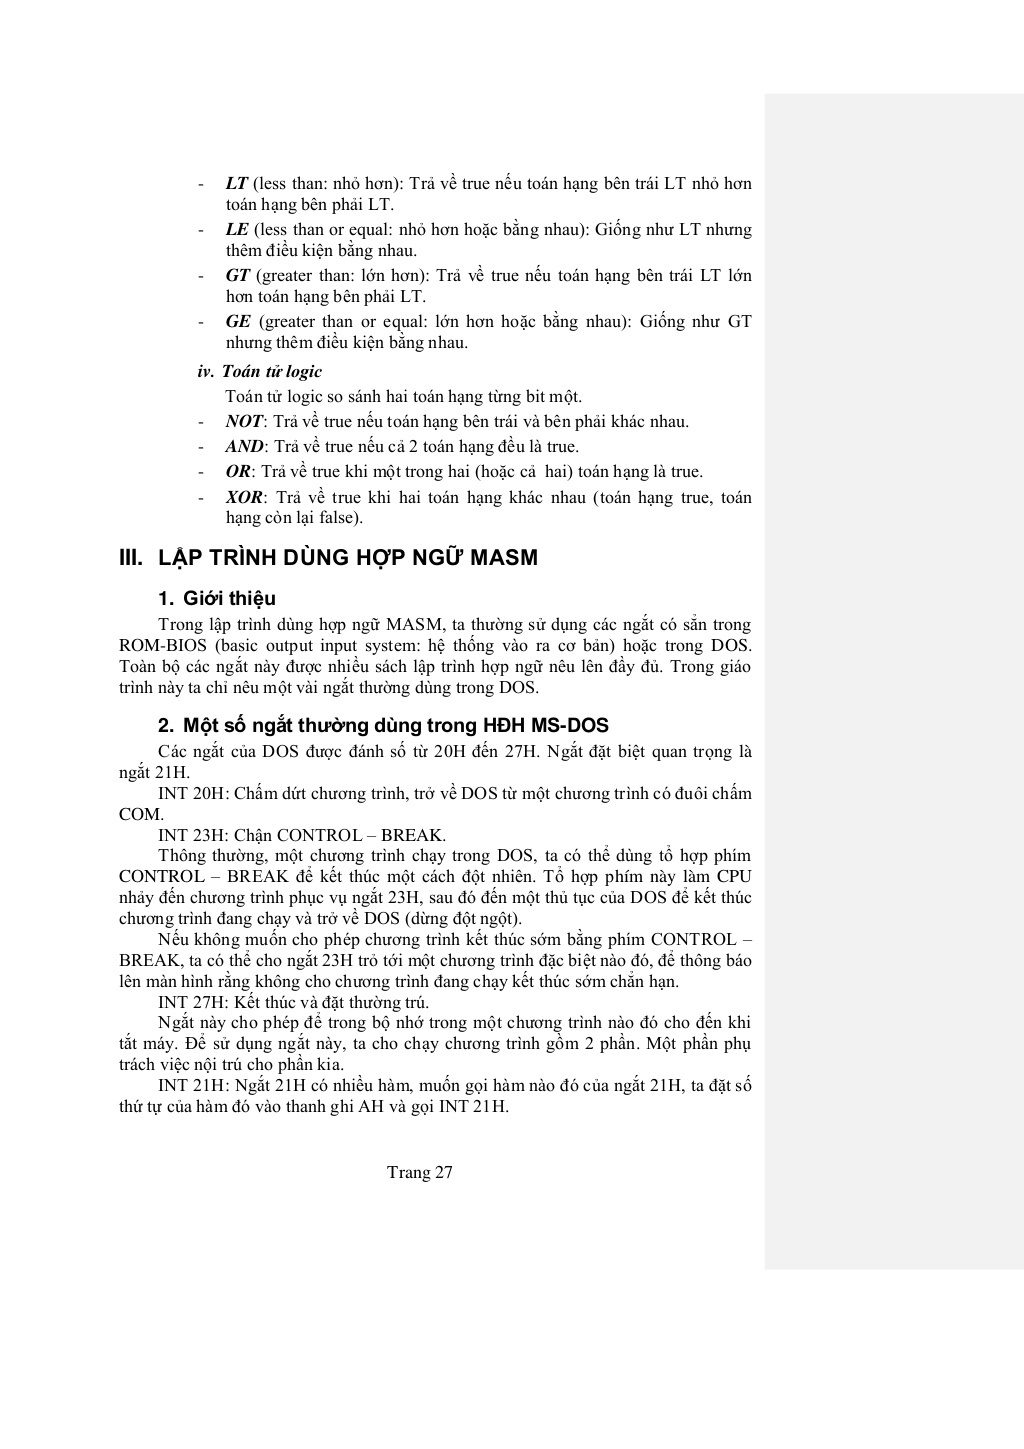 - LT (less than: nhỏ hơn): Trả về true nếu toán hạng bên trái LT nhỏ hơn
toán hạng bên phải LT.
- LE (less than or equal: nhỏ hơn hoặc bằng nhau): Giống như LT nhưng
thêm điều kiện bằng nhau.
- GT (greater than: lớn hơn): Trả về true nếu toán hạng bên trái LT lớn
hơn toán hạng bên phải LT.
- GE (greater than or equal: lớn hơn hoặc bằng nhau): Giống như GT
nhưng thêm điều kiện bằng nhau.
iv. Toán tử logic
Toán tử logic so sánh hai toán hạng từng bit một.
- NOT: Trả về true nếu toán hạng bên trái và bên phải khác nhau.
- AND: Trả về true nếu cả 2 toán hạng đều là true.
- OR: Trả về true khi một trong hai (hoặc cả hai) toán hạng là true.
- XOR: Trả về true khi hai toán hạng khác nhau (toán hạng true, toán
hạng còn lại false).
III. LẬP TRÌNH DÙNG HỢP NGỮ MASM
1. Giới thiệu
Trong lập trình dùng hợp ngữ MASM, ta thường sử dụng các ngắt có sẳn trong
ROM-BIOS (basic output input system: hệ thống vào ra cơ bản) hoặc trong DOS.
Toàn bộ các ngắt này được nhiều sách lập trình hợp ngữ nêu lên đầy đủ. Trong giáo
trình này ta chỉ nêu một vài ngắt thường dùng trong DOS.
2. Một số ngắt thường dùng trong HĐH MS-DOS
Các ngắt của DOS được đánh số từ 20H đến 27H. Ngắt đặt biệt quan trọng là
ngắt 21H.
INT 20H: Chấm dứt chương trình, trở về DOS từ một chương trình có đuôi chấm
COM.
INT 23H: Chận CONTROL – BREAK.
Thông thường, một chương trình chạy trong DOS, ta có thể dùng tổ hợp phím
CONTROL – BREAK để kết thúc một cách đột nhiên. Tổ hợp phím này làm CPU
nhảy đến chương trình phục vụ ngắt 23H, sau đó đến một thủ tục của DOS để kết thúc
chương trình đang chạy và trở về DOS (dừng đột ngột).
Nếu không muốn cho phép chương trình kết thúc sớm bằng phím CONTROL –
BREAK, ta có thể cho ngắt 23H trỏ tới một chương trình đặc biệt nào đó, để thông báo
lên màn hình rằng không cho chương trình đang chạy kết thúc sớm chẳn hạn.
INT 27H: Kết thúc và đặt thường trú.
Ngắt này cho phép để trong bộ nhớ trong một chương trình nào đó cho đến khi
tắt máy. Để sử dụng ngắt này, ta cho chạy chương trình gồm 2 phần. Một phần phụ
trách việc nội trú cho phần kia.
INT 21H: Ngắt 21H có nhiều hàm, muốn gọi hàm nào đó của ngắt 21H, ta đặt số
thứ tự của hàm đó vào thanh ghi AH và gọi INT 21H.
Trang 27